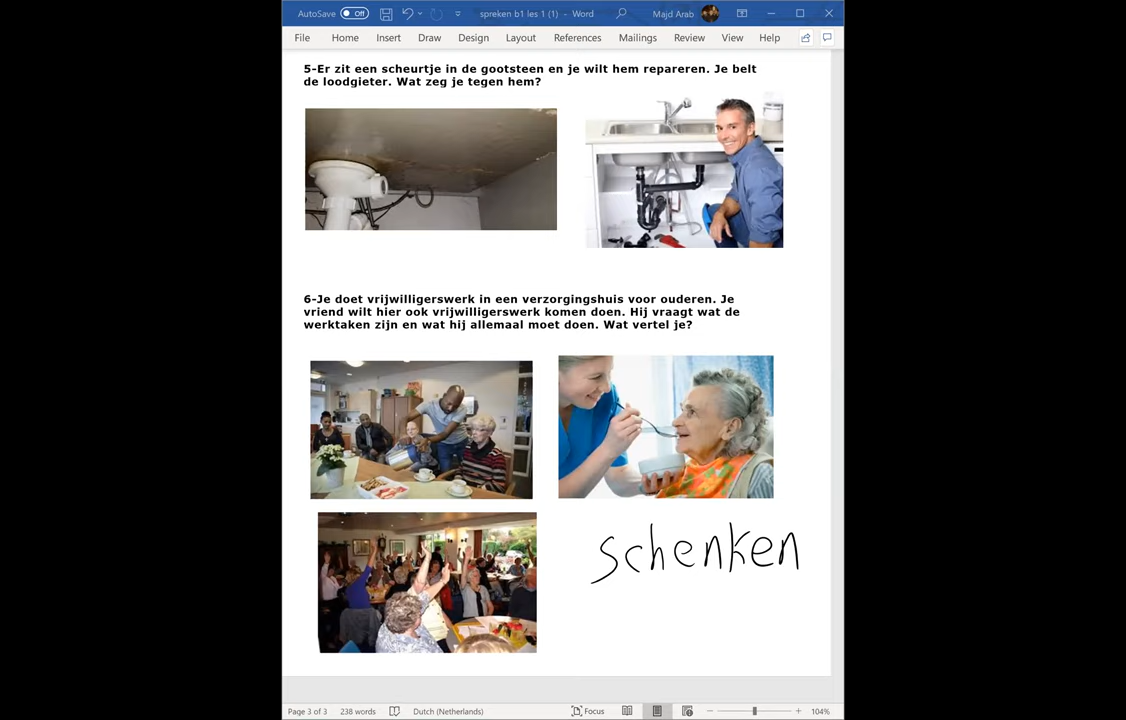 AutoSave Off spreken b1 les 1 (1) - Word Majd Arab
File Home Insert Draw Design Layout References Mailings Review View Help
5-Er zit een scheurtje in de gootsteen en je wilt hem repareren. Je belt
de loodgieter. Wat zeg je tegen hem?
6-Je doet vrijwilligerswerk in een verzorgingshuis voor ouderen. Je
vriend wilt hier ook vrijwilligerswerk komen doen. Hij vraagt wat de
werktaken zijn en wat hij allemaal moet doen. Wat vertel je?
schenken
Page 3 of 3 238 words Dutch (Netherlands) Focus 104%